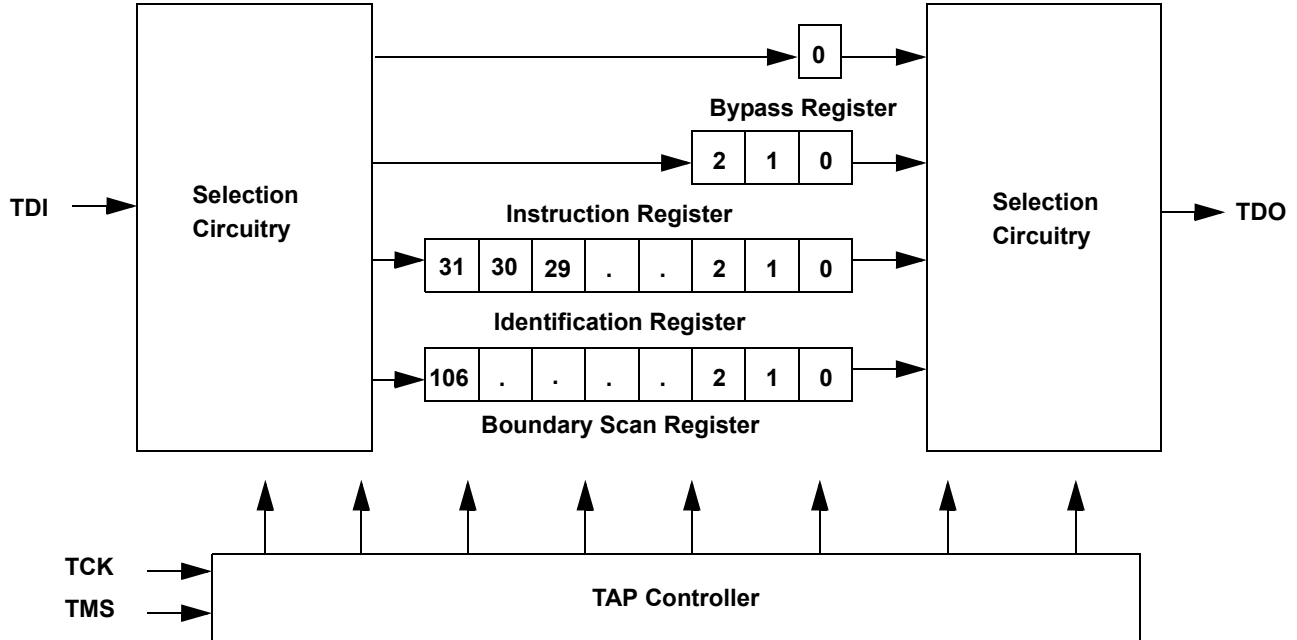 0
Bypass Register
2 1 0
Selection
Circuitry
TDI
Selection
Circuitry
TDO
Instruction Register
31 30 29 . . 2 1 0
Identification Register
106 . . . . 2 1 0
Boundary Scan Register
TCK
TMS
TAP Controller